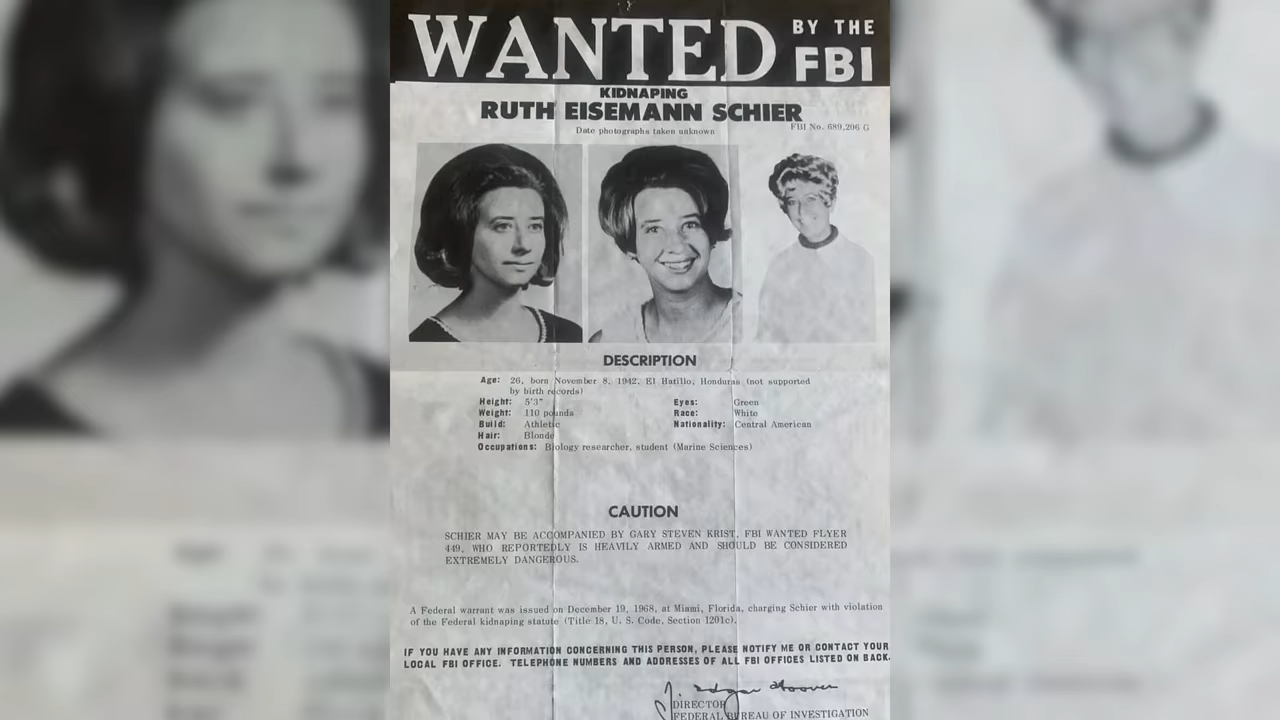 WANTED BY THE FBI
KIDNAPING
RUTH EISEMANN SCHIER
Date photographs taken unknown
FBI No. 689,206 G
DESCRIPTION
Age: 26, born November 8, 1942, El Hatillo, Honduras (not supported
by birth records)
Height: 5'3" Eyes: Green
Weight: 110 pounds Race: White
Build: Athletic Nationality: Central American
Hair: Blonde
Occupations: Biology researcher, student (Marine Sciences)
CAUTION
SCHIER MAY BE ACCOMPANIED BY GARY STEVEN KRIST, FBI WANTED FLYER
449, WHO REPORTEDLY IS HEAVILY ARMED AND SHOULD BE CONSIDERED
EXTREMELY DANGEROUS.
A Federal warrant was issued on December 19, 1968, at Miami, Florida, charging Schier with violation
of the Federal kidnaping statute (Title 18, U. S. Code, Section 1201c).
IF YOU HAVE ANY INFORMATION CONCERNING THIS PERSON, PLEASE NOTIFY ME OR CONTACT YOUR
LOCAL FBI OFFICE. TELEPHONE NUMBERS AND ADDRESSES OF ALL FBI OFFICES LISTED ON BACK.
J. Edgar Hoover
DIRECTOR
FEDERAL BUREAU OF INVESTIGATION